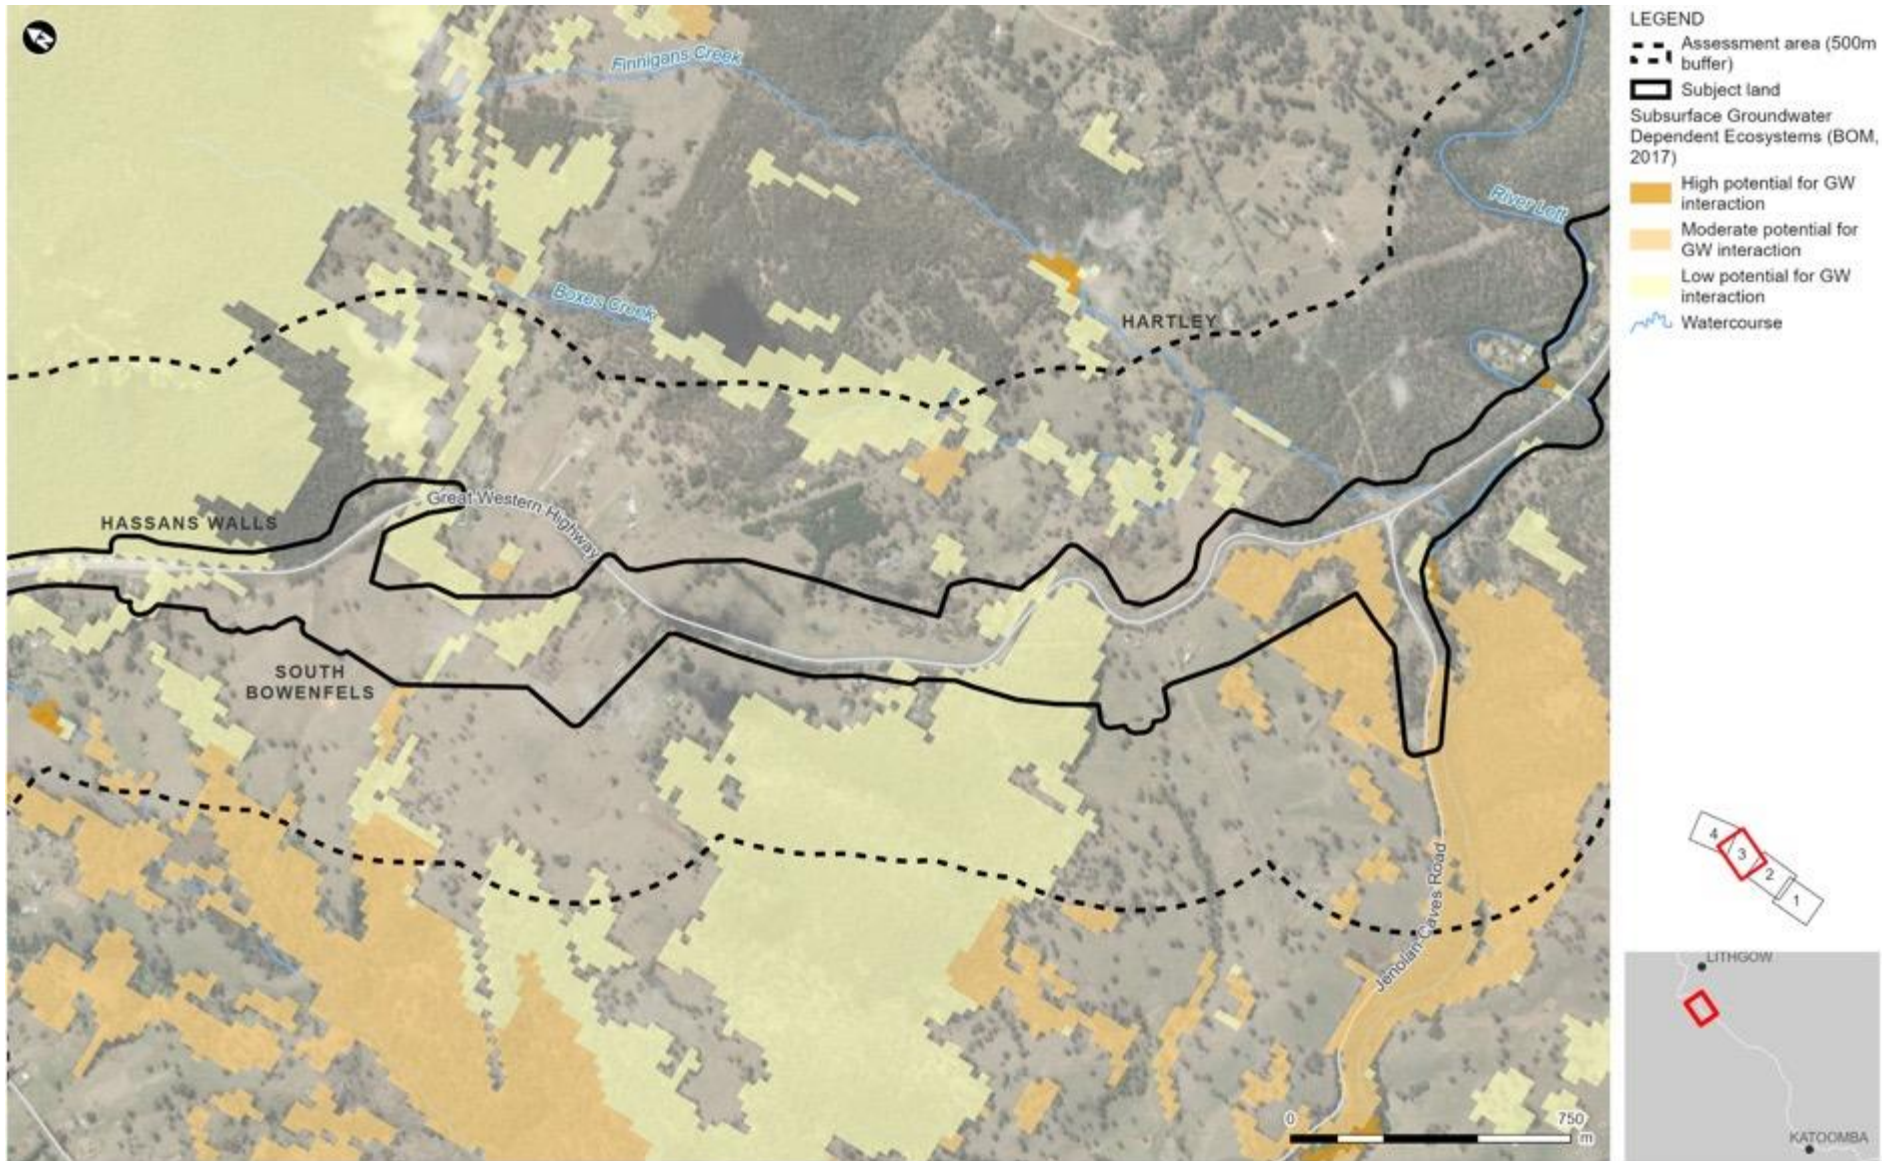 N
Finnigans Creek
Boxes Creek
River Lett
HARTLEY
Great Western Highway
HASSANS WALLS
SOUTH
BOWENFELS
Jenolan Caves Road
0
750
m
LEGEND
Assessment area (500m
buffer)
Subject land
Subsurface Groundwater
Dependent Ecosystems (BOM,
2017)
High potential for GW
interaction
Moderate potential for
GW interaction
Low potential for GW
interaction
Watercourse
4
3
2
1
LITHGOW
KATOOMBA